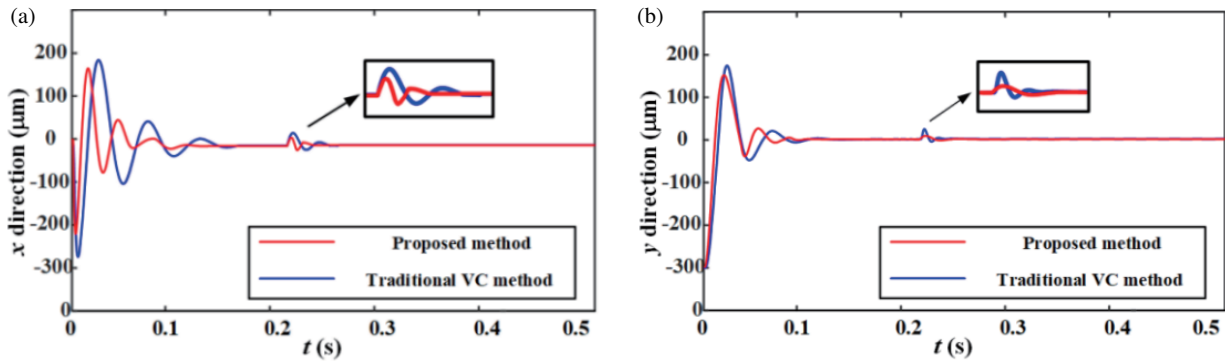 (a)
x direction (µm)
200
100
0
-100
-200
-300
0
Proposed method
Traditional VC method
0 0.1 0.2 0.3 0.4 0.5
t (s)
(b)
y direction (µm)
200
100
0
-100
-200
-300
0
Proposed method
Traditional VC method
0 0.1 0.2 0.3 0.4 0.5
t (s)